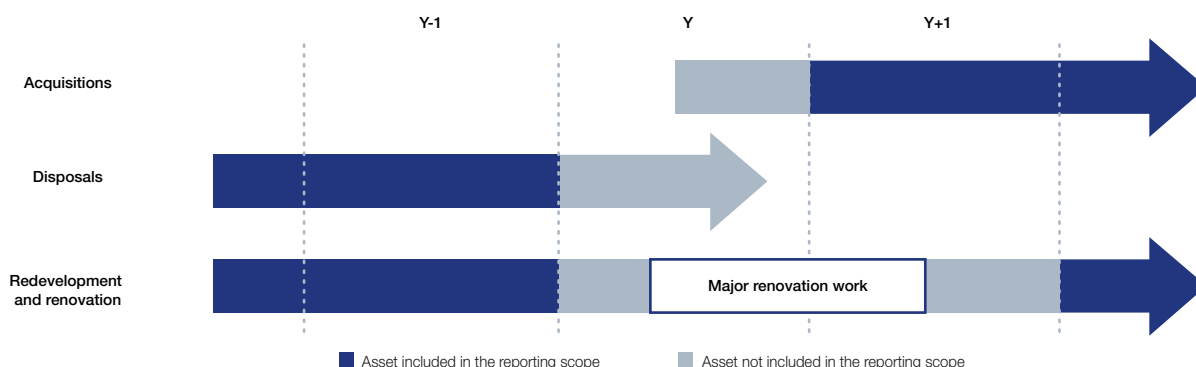 Y-1
Y
Y+1
Acquisitions
Disposals
Redevelopment
and renovation
Major renovation work
Asset included in the reporting scope
Asset not included in the reporting scope